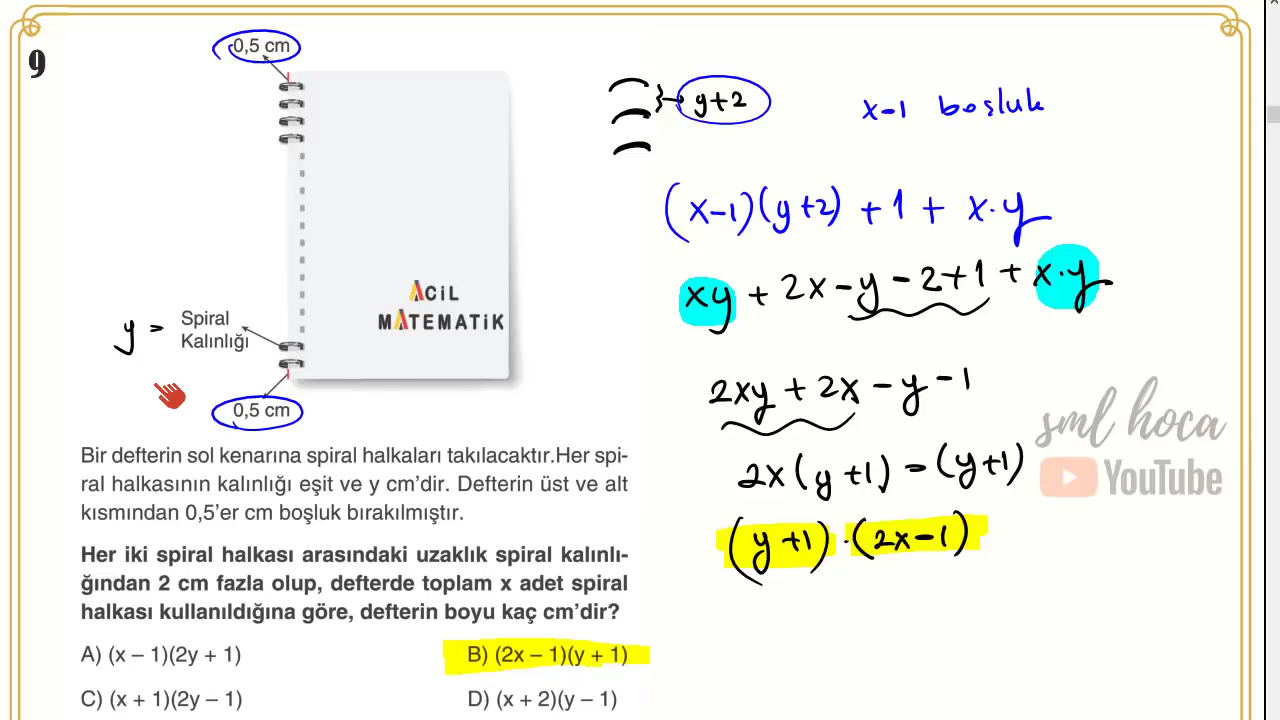 9
0,5 cm
ACİL
MATEMATİK
y = Spiral
Kalınlığı
0,5 cm
Bir defterin sol kenarına spiral halkaları takılacaktır.Her spi-
ral halkasının kalınlığı eşit ve y cm'dir. Defterin üst ve alt
kısmından 0,5'er cm boşluk bırakılmıştır.
Her iki spiral halkası arasındaki uzaklık spiral kalınlı-
ğından 2 cm fazla olup, defterde toplam x adet spiral
halkası kullanıldığına göre, defterin boyu kaç cm'dir?
A) (x – 1)(2y + 1)
B) (2x – 1)(y + 1)
C) (x + 1)(2y – 1)
D) (x + 2)(y – 1)
y+2
x-1 boşluk
(x-1)(y+2) + 1 + x.y
xy + 2x - y - 2 + 1 + x.y
2xy + 2x - y - 1
2x(y+1) - (y+1)
(y+1) . (2x-1)
sml hoca
YouTube